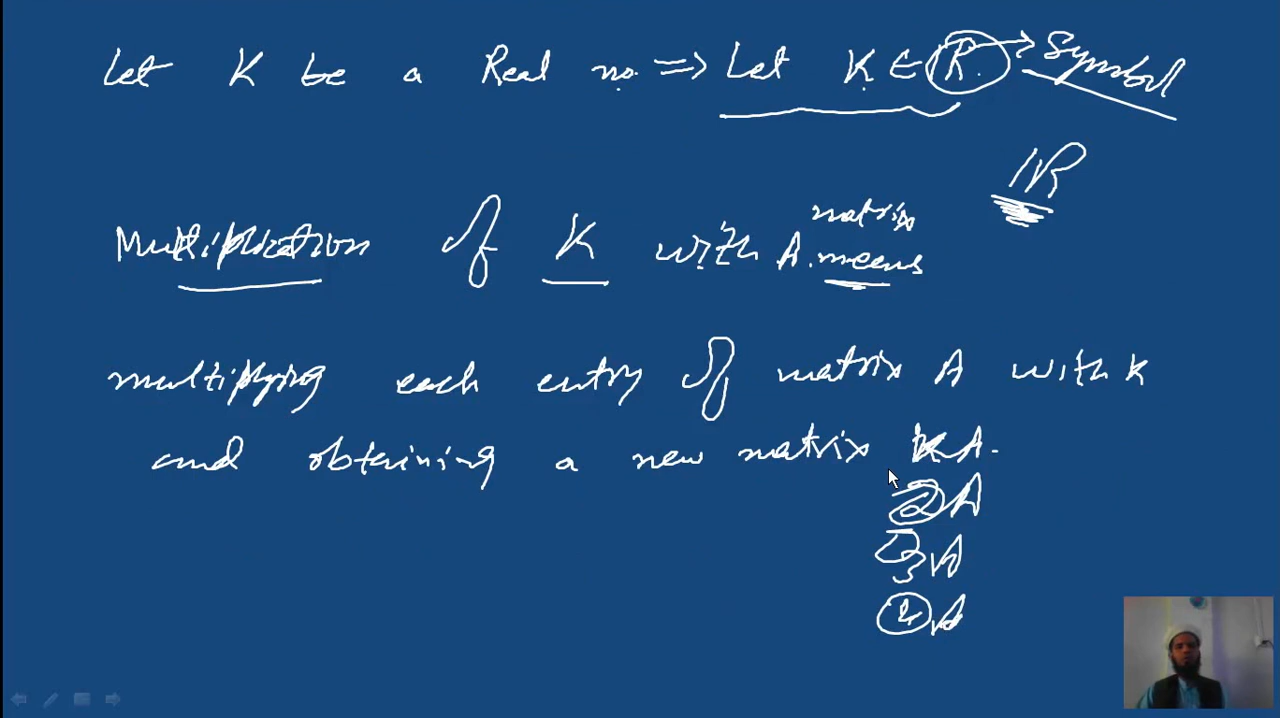 Let K be a Real no. => Let K ∈ R. → Symbol
IR
Multiplication of K with A. matrix means
multiplying each entry of matrix A with K
and obtaining a new matrix KA.
2A
3A
4A